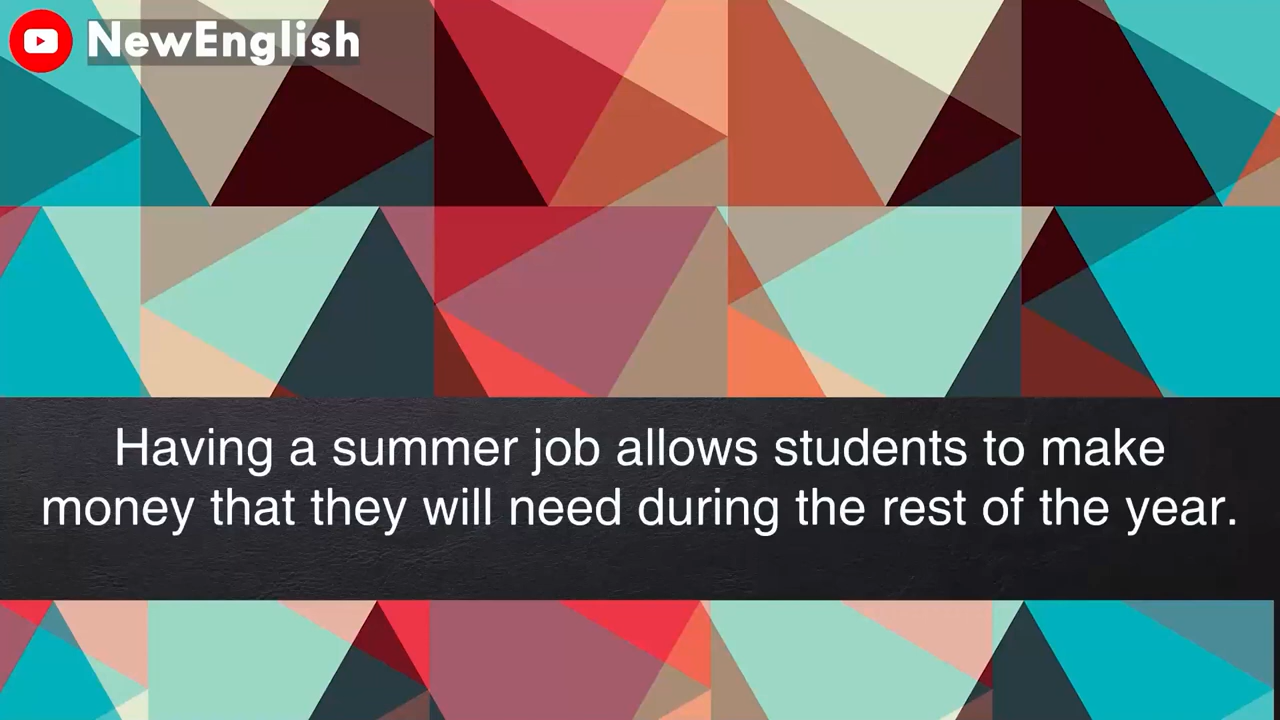 NewEnglish
Having a summer job allows students to make
money that they will need during the rest of the year.